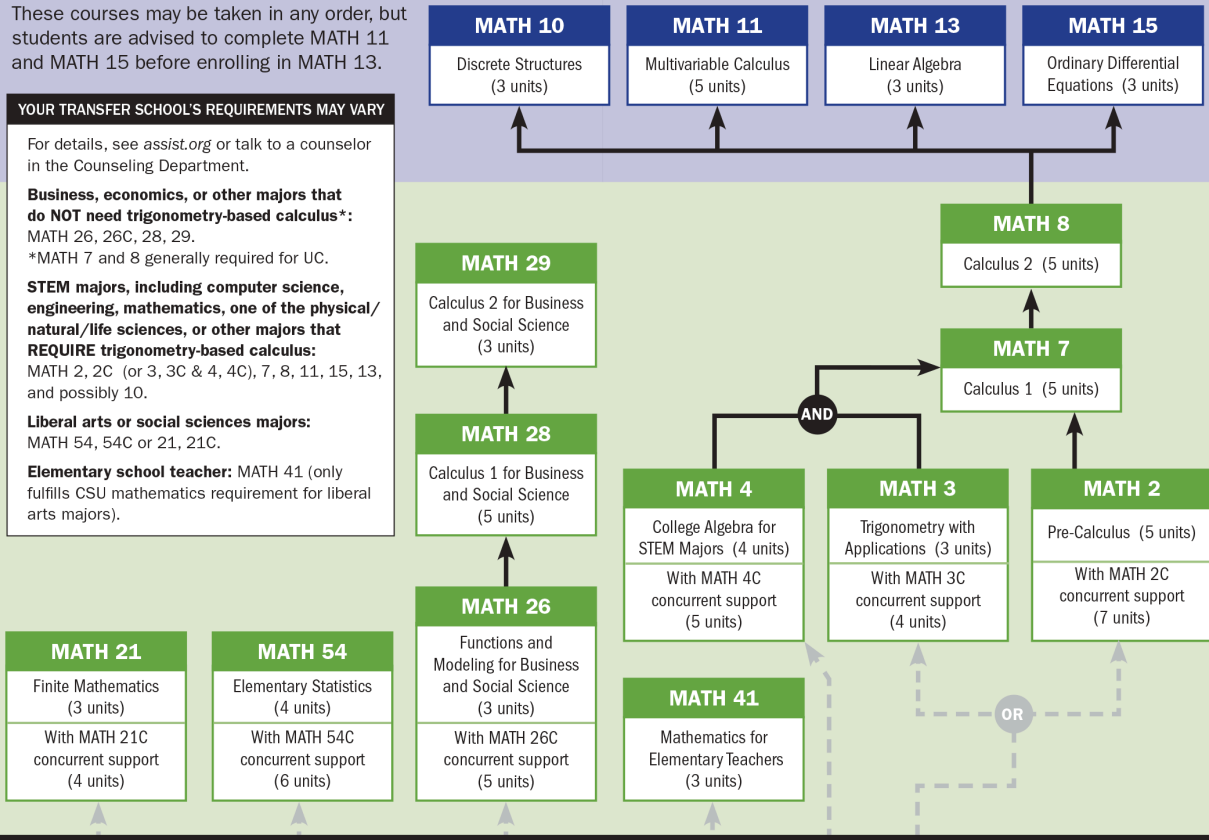 These courses may be taken in any order, but
students are advised to complete MATH 11
and MATH 15 before enrolling in MATH 13.
YOUR TRANSFER SCHOOL'S REQUIREMENTS MAY VARY
For details, see assist.org or talk to a counselor
in the Counseling Department.
Business, economics, or other majors that
do NOT need trigonometry-based calculus*:
MATH 26, 26C, 28, 29.
*MATH 7 and 8 generally required for UC.
STEM majors, including computer science,
engineering, mathematics, one of the physical/
natural/life sciences, or other majors that
REQUIRE trigonometry-based calculus:
MATH 2, 2C (or 3, 3C & 4, 4C), 7, 8, 11, 15, 13,
and possibly 10.
Liberal arts or social sciences majors:
MATH 54, 54C or 21, 21C.
Elementary school teacher: MATH 41 (only
fulfills CSU mathematics requirement for liberal
arts majors).
MATH 10
Discrete Structures
(3 units)
MATH 11
Multivariable Calculus
(5 units)
MATH 13
Linear Algebra
(3 units)
MATH 15
Ordinary Differential
Equations (3 units)
MATH 8
Calculus 2 (5 units)
MATH 7
Calculus 1 (5 units)
AND
MATH 29
Calculus 2 for Business
and Social Science
(3 units)
MATH 28
Calculus 1 for Business
and Social Science
(5 units)
MATH 4
College Algebra for
STEM Majors (4 units)
With MATH 4C
concurrent support
(5 units)
MATH 3
Trigonometry with
Applications (3 units)
With MATH 3C
concurrent support
(4 units)
MATH 2
Pre-Calculus (5 units)
With MATH 2C
concurrent support
(7 units)
OR
MATH 21
Finite Mathematics
(3 units)
With MATH 21C
concurrent support
(4 units)
MATH 54
Elementary Statistics
(4 units)
With MATH 54C
concurrent support
(6 units)
MATH 26
Functions and
Modeling for Business
and Social Science
(3 units)
With MATH 26C
concurrent support
(5 units)
MATH 41
Mathematics for
Elementary Teachers
(3 units)